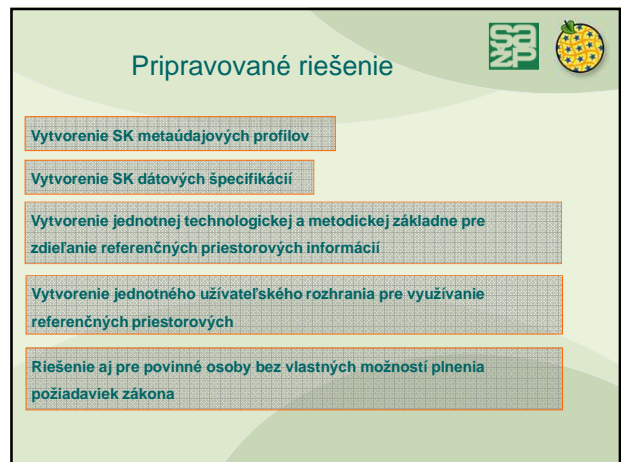 Pripravované riešenie
sa
žp
Vytvorenie SK metaúdajových profilov
Vytvorenie SK dátových špecifikácií
Vytvorenie jednotnej technologickej a metodickej základne pre
zdieľanie referenčných priestorových informácií
Vytvorenie jednotného užívateľského rozhrania pre využívanie
referenčných priestorových
Riešenie aj pre povinné osoby bez vlastných možností plnenia
požiadaviek zákona